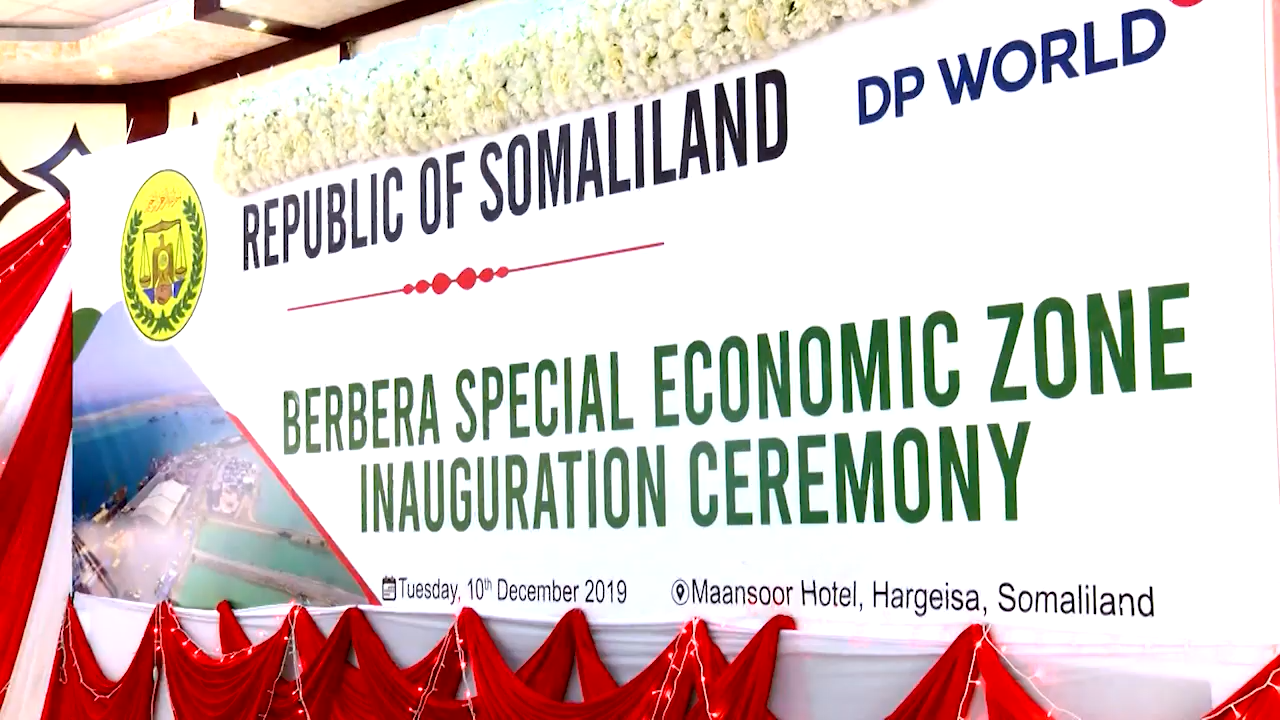 DP WORLD
REPUBLIC OF SOMALILAND
BERBERA SPECIAL ECONOMIC ZONE
INAUGURATION CEREMONY
Tuesday, 10th December 2019
Maansoor Hotel, Hargeisa, Somaliland